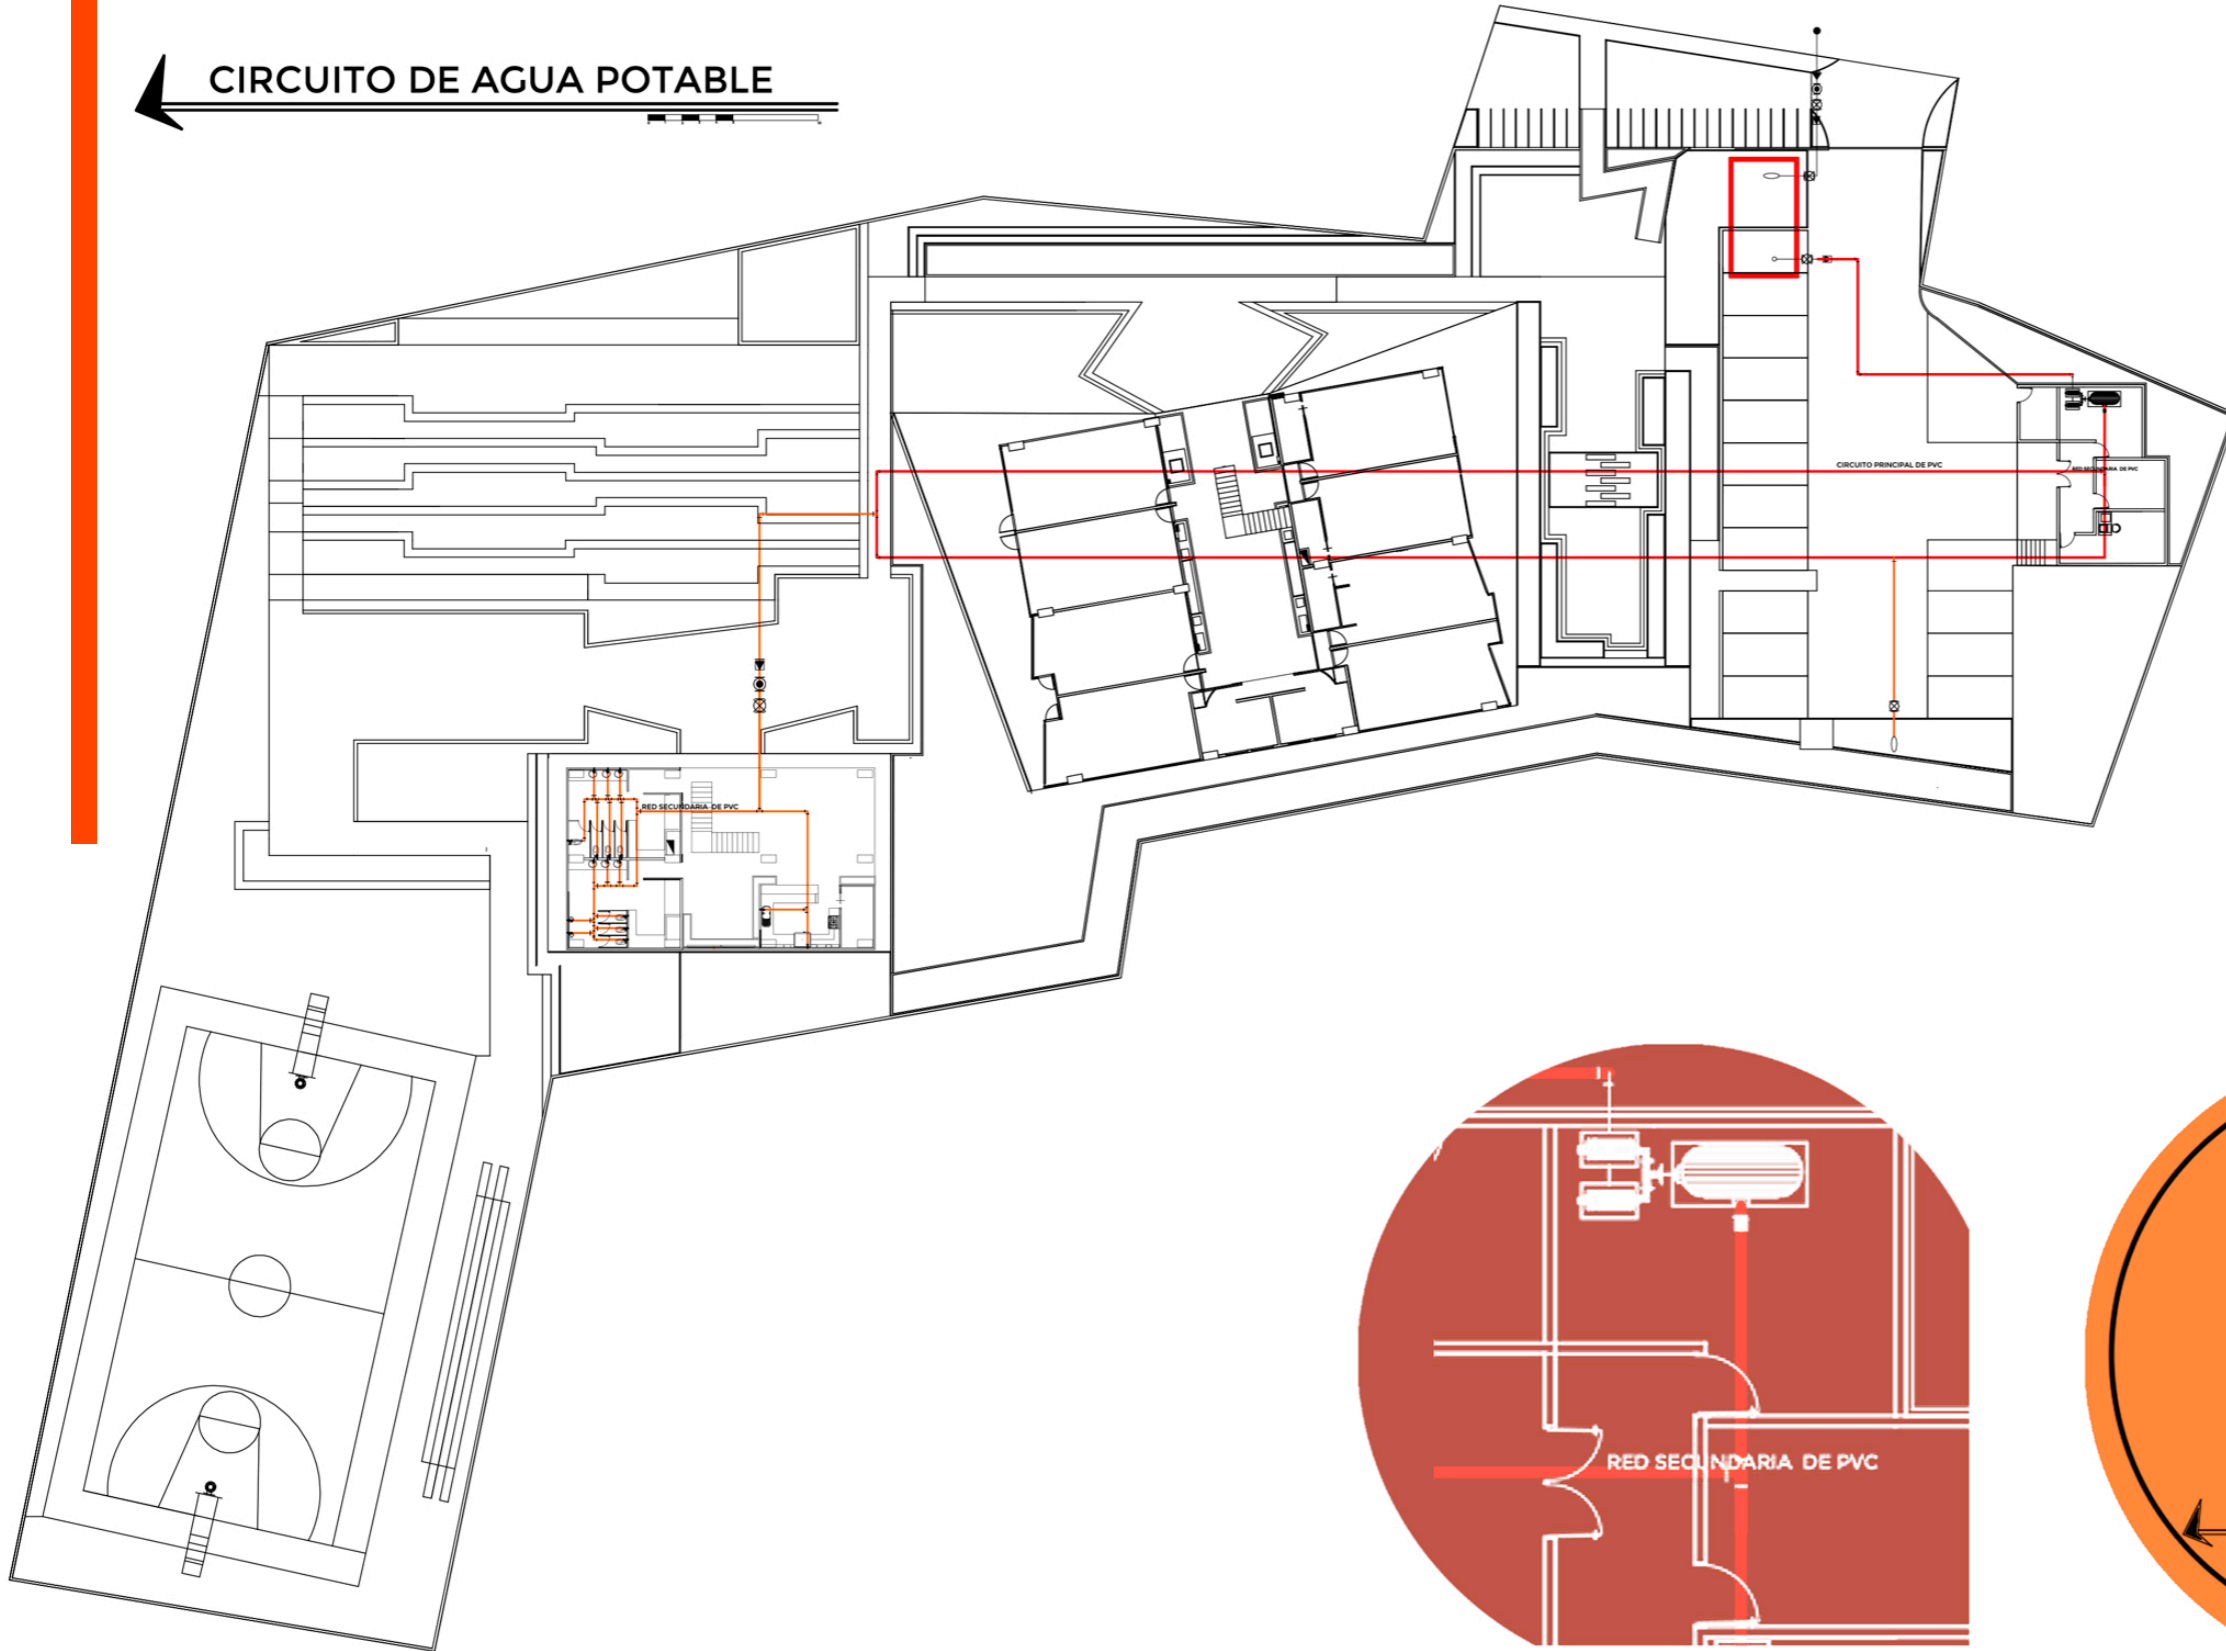 CIRCUITO DE AGUA POTABLE
CIRCUITO PRINCIPAL DE PVC
RED SECUNDARIA DE PVC
RED SECUNDARIA DE PVC
RED SECUNDARIA DE PVC